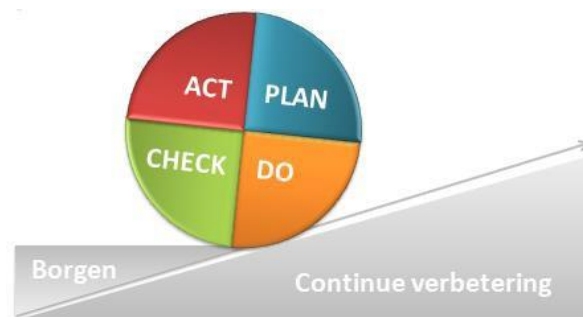 ACT
PLAN
CHECK
DO
Borgen
Continue verbetering